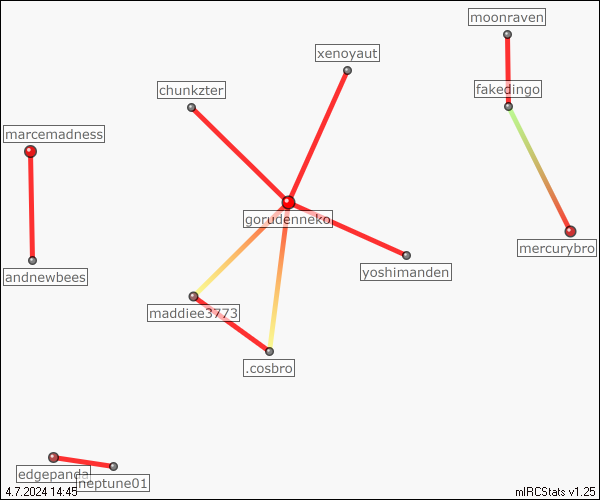 moonraven
xenoyaut
chunkzter
fakedingo
marcemadness
gorudenneko
mercurybro
andnewbees
yoshimanden
maddiee3773
.cosbro
edgepanda
neptune01
4.7.2024 14:45
mIRCStats v1.25